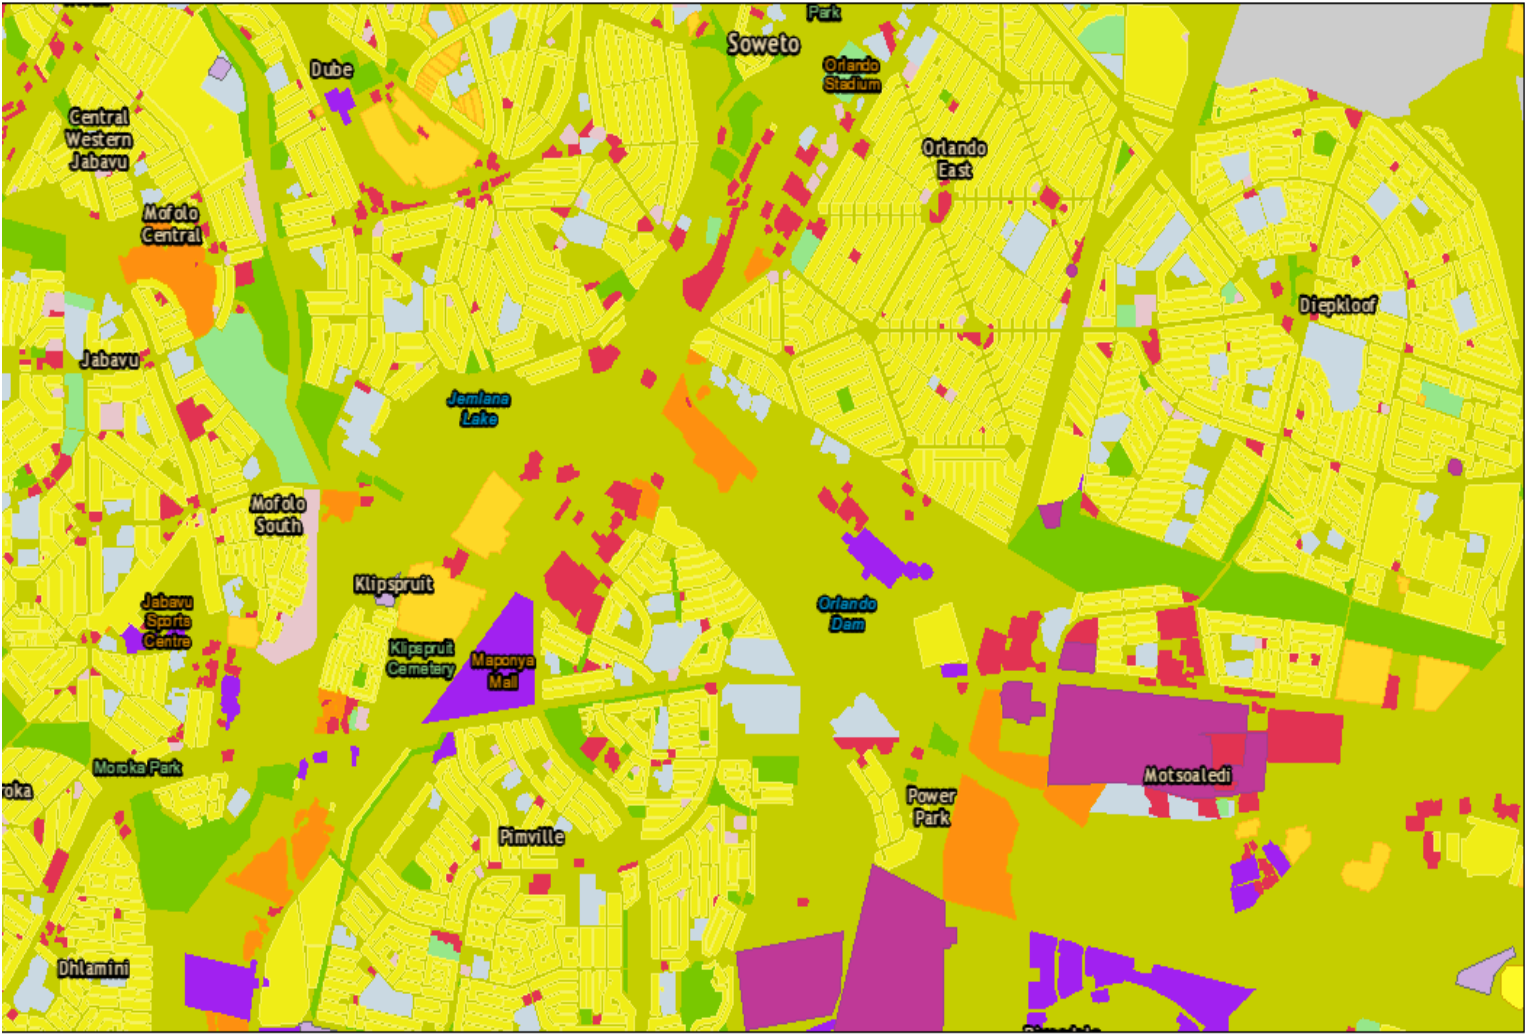 Park
Soweto
Dube
Orlando
Stadium
Central
Western
Jabavu
Orlando
East
Mofolo
Central
Diepkloof
Jabavu
Jemlana
Lake
Mofolo
South
Klipspruit
Jabavu
Sports
Centre
Orlando
Dam
Klipspruit
Cemetery
Maponya
Mall
Moroka Park
roka
Motsoaledi
Power
Park
Pimville
Dhlamini